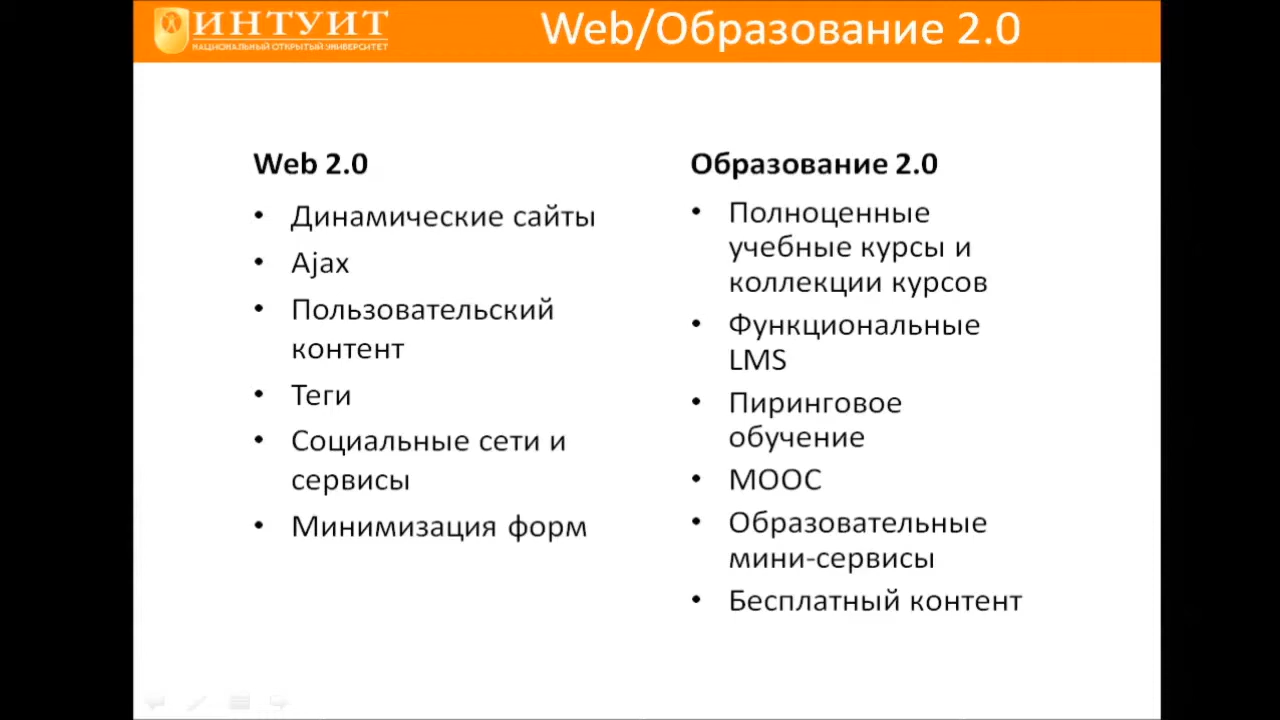 ИНТУИТ
НАЦИОНАЛЬНЫЙ ОТКРЫТЫЙ УНИВЕРСИТЕТ
Web/Образование 2.0
Web 2.0
• Динамические сайты
• Ajax
• Пользовательский
контент
• Теги
• Социальные сети и
сервисы
• Минимизация форм
Образование 2.0
• Полноценные
учебные курсы и
коллекции курсов
• Функциональные
LMS
• Пиринговое
обучение
• МООС
• Образовательные
мини-сервисы
• Бесплатный контент